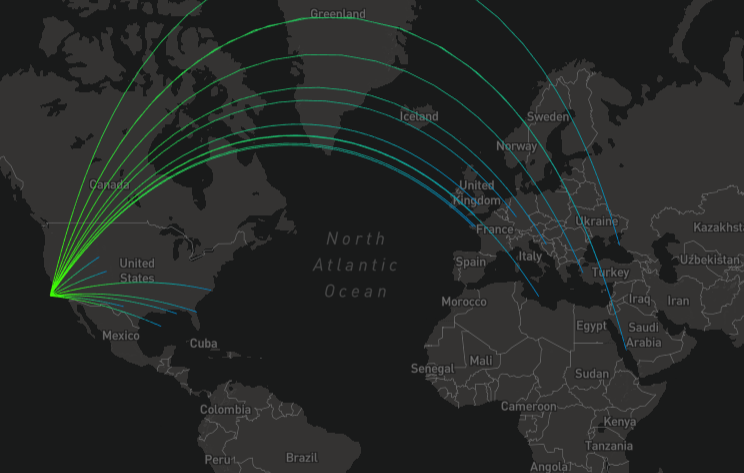 Greenland
Iceland
Sweden
Norway
Canada
United
Kingdom
Ukraine
Kazakhsta
France
North
Atlantic
Ocean
United
States
Spain
Italy
Turkey
Uzbekistan
Morocco
Iraq
Iran
Mexico
Cuba
Egypt
Saudi
Arabia
Senegal
Mali
Sudan
Colombia
Cameroon
Kenya
Peru
Brazil
Tanzania
Angola